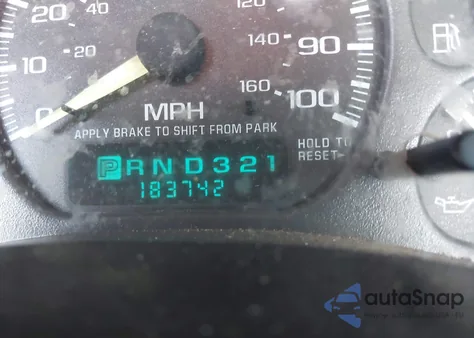 20
40
120
10
20
140
90
0
160
100
MPH
APPLY BRAKE TO SHIFT FROM PARK
HOLD TO
RESET
PRND321
183742
autoSnap